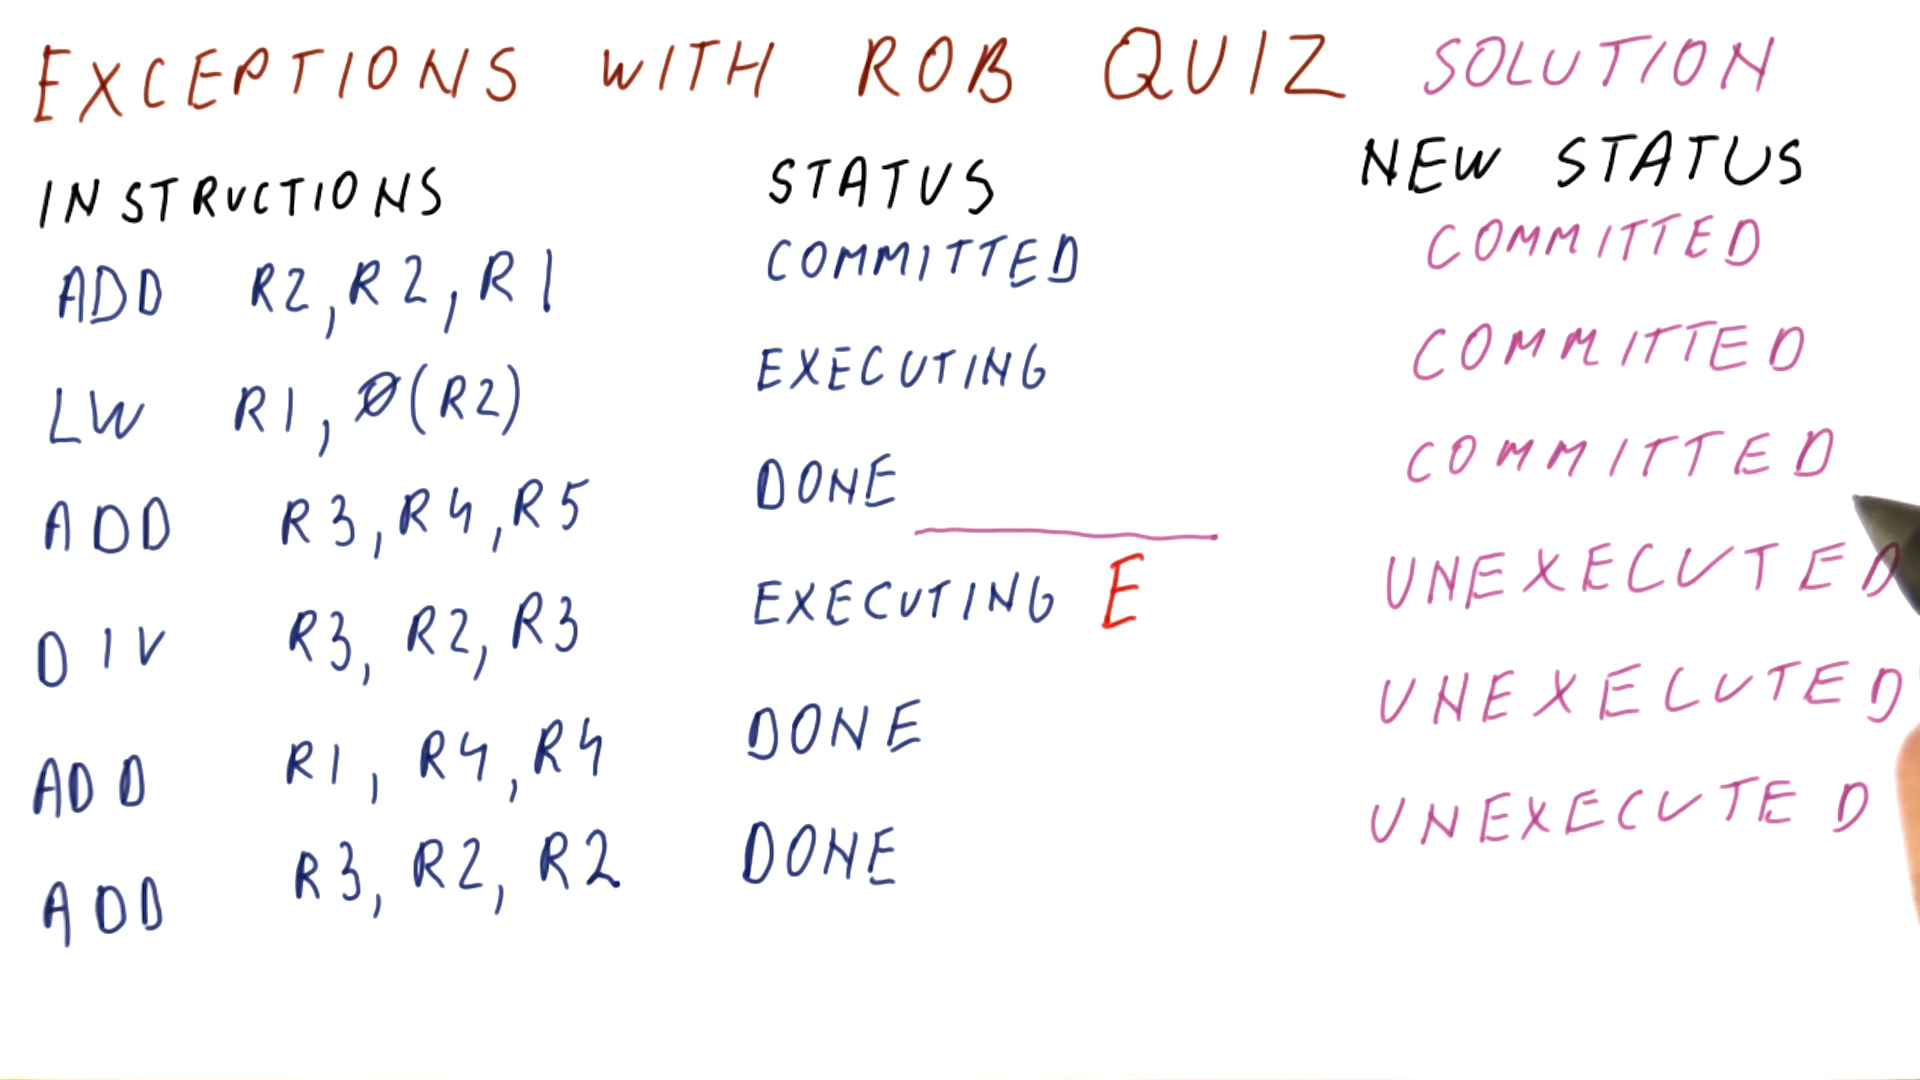 EXCEPTIONS WITH ROB QUIZ SOLUTION
INSTRUCTIONS STATUS NEW STATUS
ADD R2,R2,R1 COMMITTED COMMITTED
LW R1,0(R2) EXECUTING COMMITTED
ADD R3,R4,R5 DONE COMMITTED
DIV R3,R2,R3 EXECUTING E UNEXECUTED
ADD R1,R4,R4 DONE UNEXECUTED
ADD R3,R2,R2 DONE UNEXECUTED